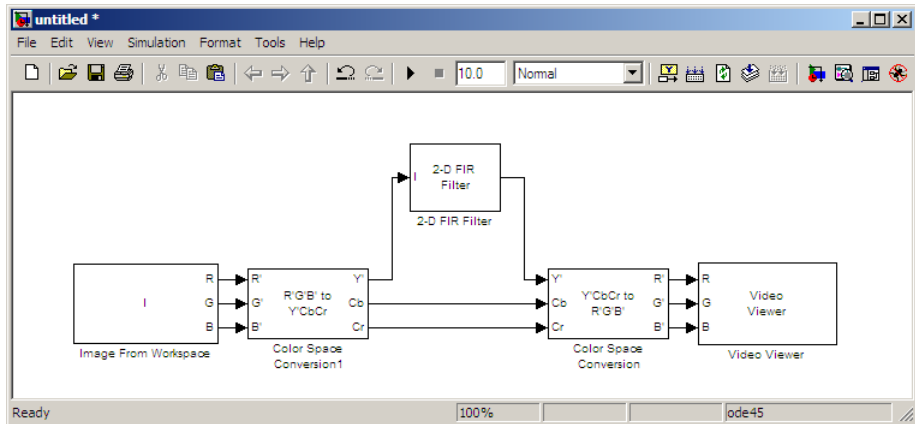 untitled *
File Edit View Simulation Format Tools Help
10.0 Normal
2-D FIR
Filter
I
2-D FIR Filter
I
R
G
B
Image From Workspace
R'
G'
B'
R'G'B' to
Y'CbCr
Y'
Cb
Cr
Color Space
Conversion1
Y'
Cb
Cr
Y'CbCr to
R'G'B'
R'
G'
B'
Color Space
Conversion
R
G
B
Video
Viewer
Video Viewer
Ready 100% ode45